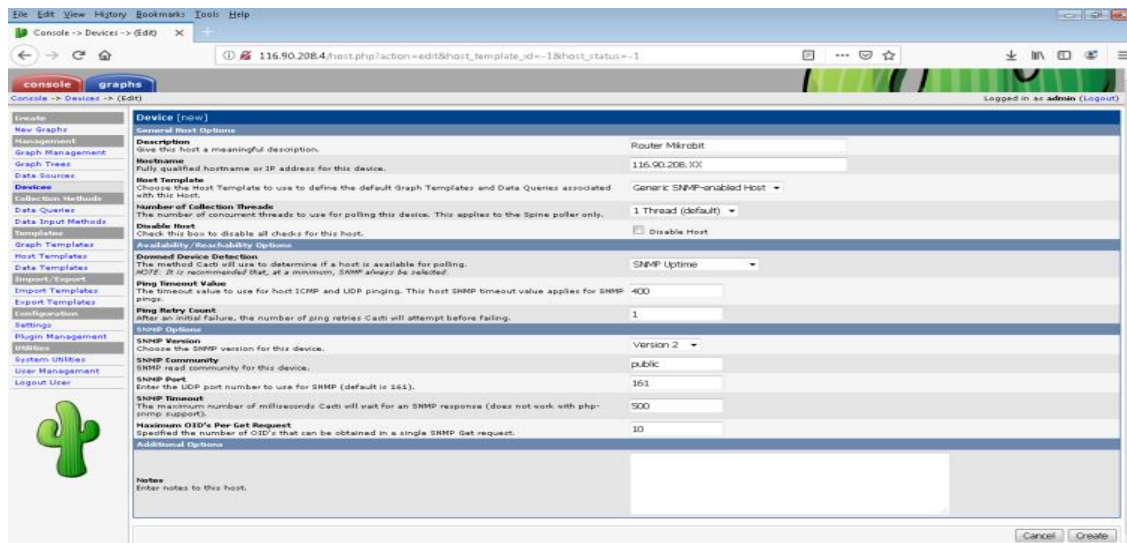 File Edit View History Bookmarks Tools Help
Console -> Devices -> (Edit)
116.90.208.4/host.php?action=edit&host_template_id=-1&host_status=-1
console graphs
Console -> Devices -> (Edit) Logged in as admin (Logout)
Create
New Graphs
Management
Graph Management
Graph Trees
Data Sources
Devices
Collection Methods
Data Queries
Data Input Methods
Templates
Graph Templates
Host Templates
Data Templates
Import/Export
Import Templates
Export Templates
Configuration
Settings
Plugin Management
Utilities
System Utilities
User Management
Logout User
Device [new]
General Host Options
Description
Give this host a meaningful description.
Router Mikrobit
Hostname
Fully qualified hostname or IP address for this device.
116.90.208.XX
Host Template
Choose the Host Template to use to define the default Graph Templates and Data Queries associated
with this Host.
Generic SNMP-enabled Host
Number of Collection Threads
The number of concurrent threads to use for polling this device. This applies to the Spine poller only.
1 Thread (default)
Disable Host
Check this box to disable all checks for this host.
Disable Host
Availability/Reachability Options
Downed Device Detection
The method Cacti will use to determine if a host is available for polling.
NOTE: It is recommended that, at a minimum, SNMP always be selected.
SNMP Uptime
Ping Timeout Value
The timeout value to use for host ICMP and UDP pinging. This host SNMP timeout value applies for SNMP
pings.
400
Ping Retry Count
After an initial failure, the number of ping retries Cacti will attempt before failing.
1
SNMP Options
SNMP Version
Choose the SNMP version for this device.
Version 2
SNMP Community
SNMP read community for this device.
public
SNMP Port
Enter the UDP port number to use for SNMP (default is 161).
161
SNMP Timeout
The maximum number of milliseconds Cacti will wait for an SNMP response (does not work with php-
snmp support).
500
Maximum OID's Per Get Request
Specified the number of OID's that can be obtained in a single SNMP Get request.
10
Additional Options
Notes
Enter notes to this host.
Cancel Create